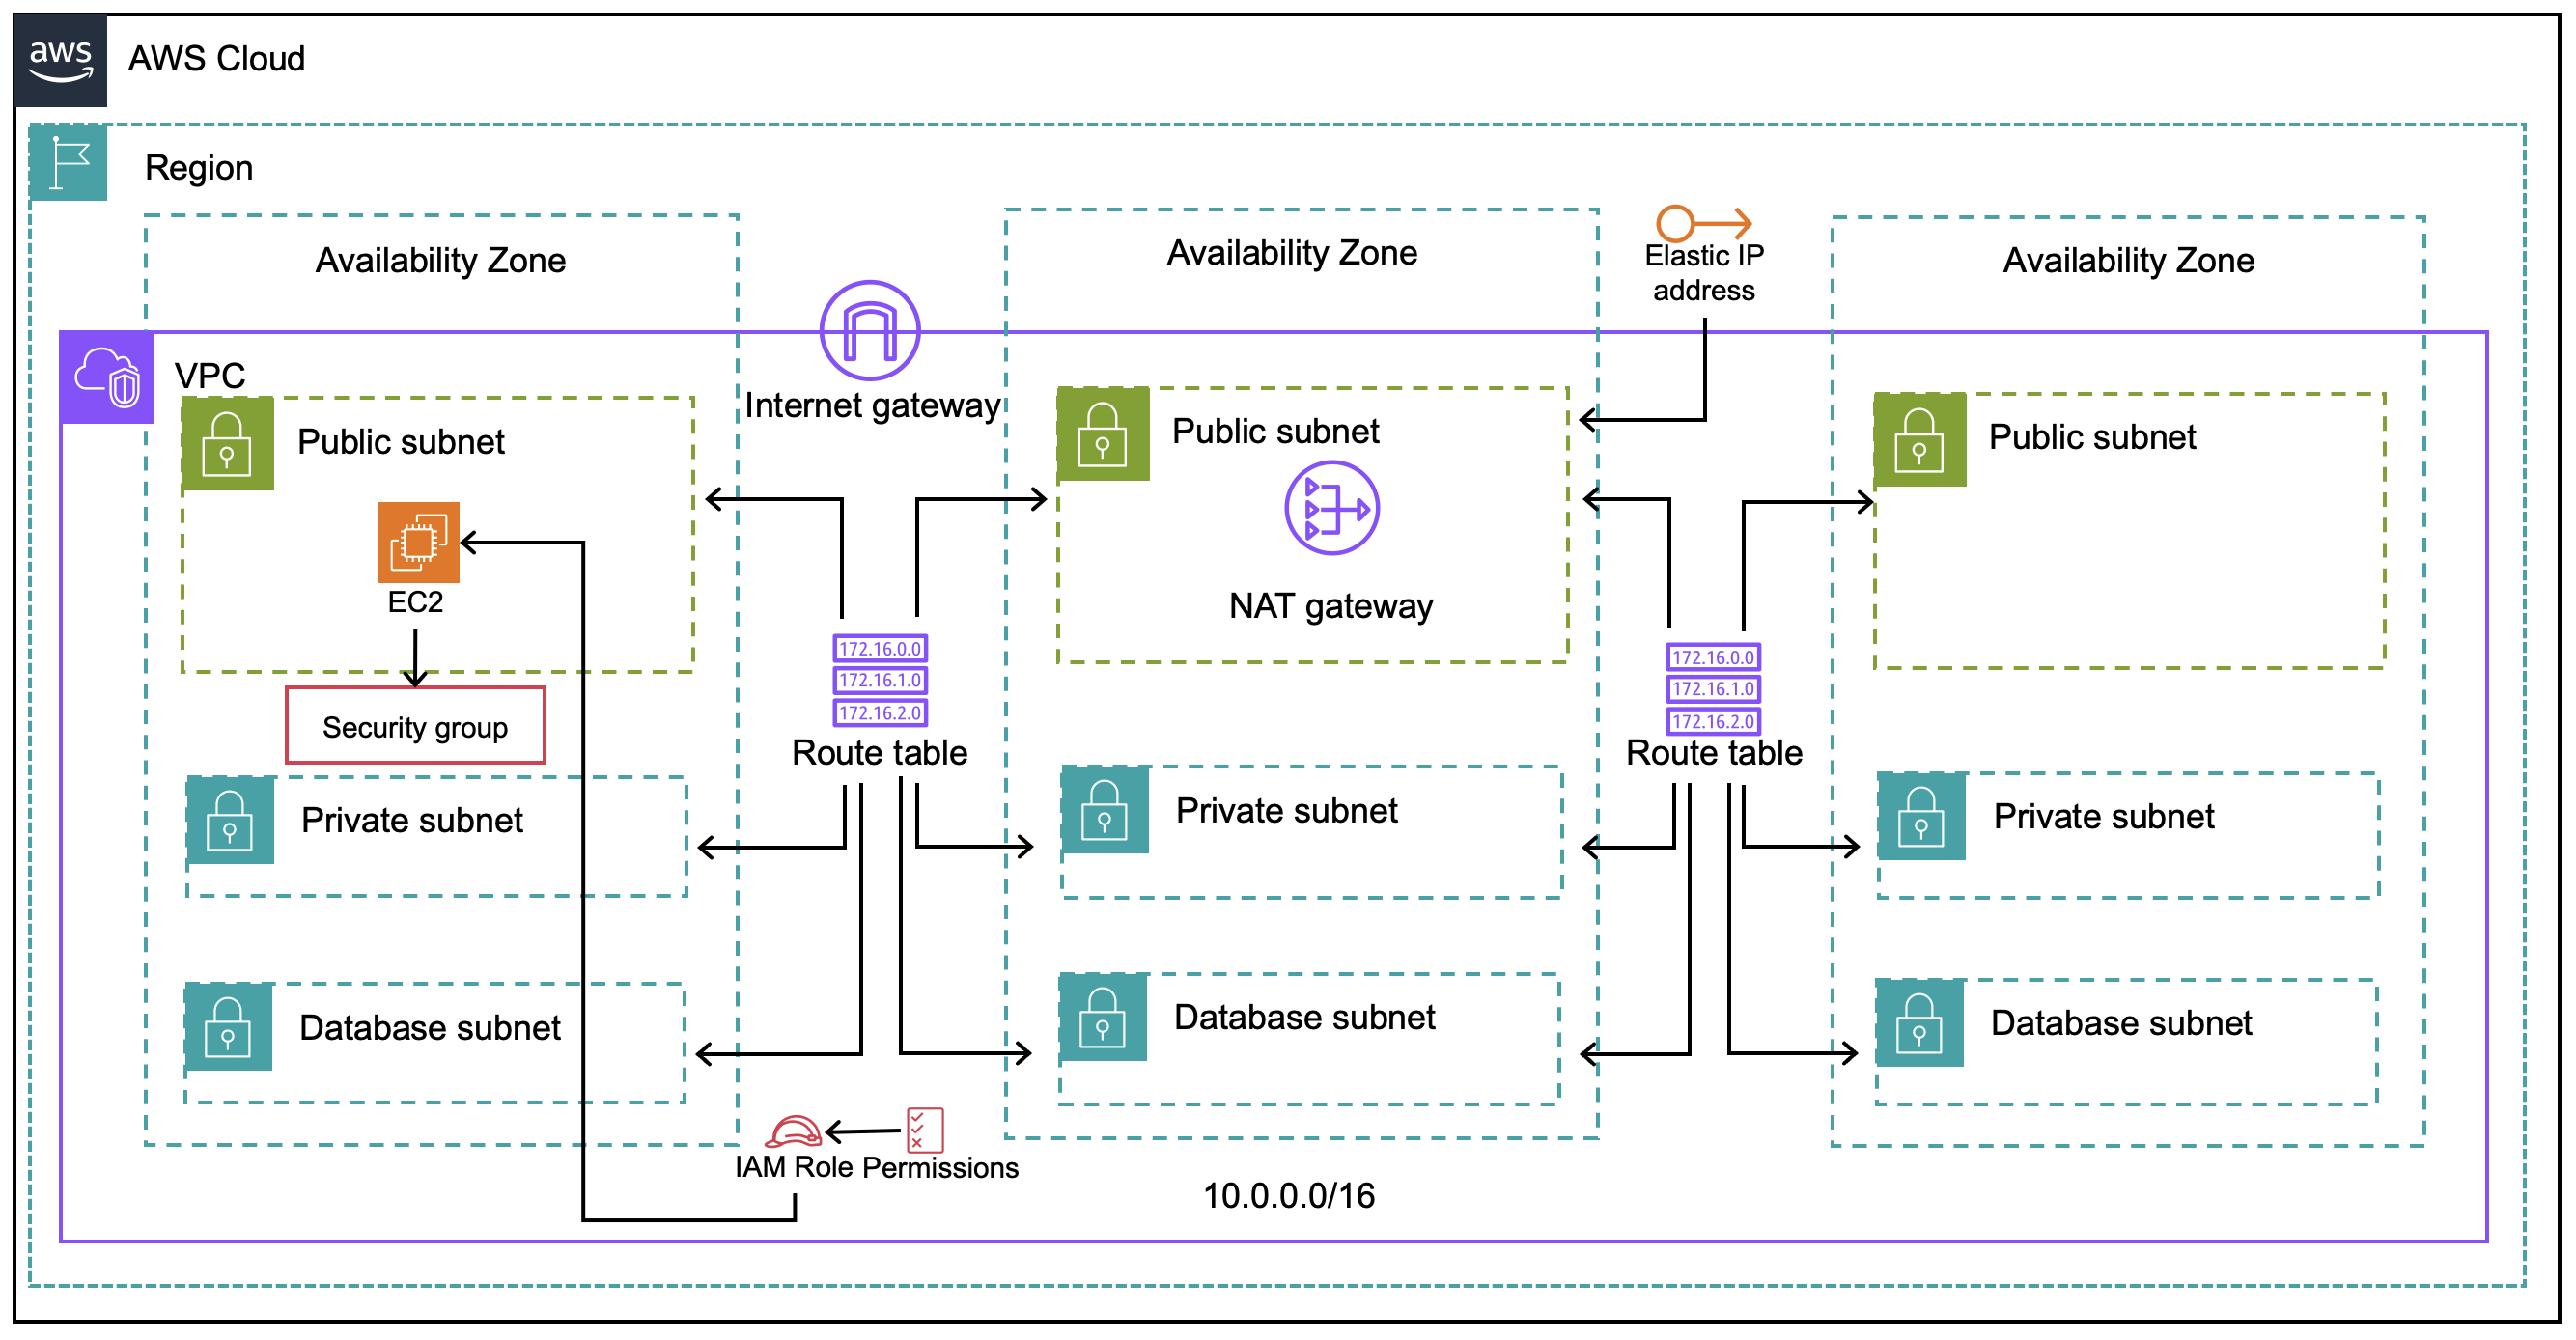 aws
AWS Cloud
Region
Availability Zone
Availability Zone
Elastic IP
address
Availability Zone
VPC
Internet gateway
Public subnet
Public subnet
Public subnet
EC2
NAT gateway
172.16.0.0
172.16.1.0
172.16.2.0
Route table
172.16.0.0
172.16.1.0
172.16.2.0
Route table
Security group
Private subnet
Private subnet
Private subnet
Database subnet
Database subnet
Database subnet
IAM Role
Permissions
10.0.0.0/16